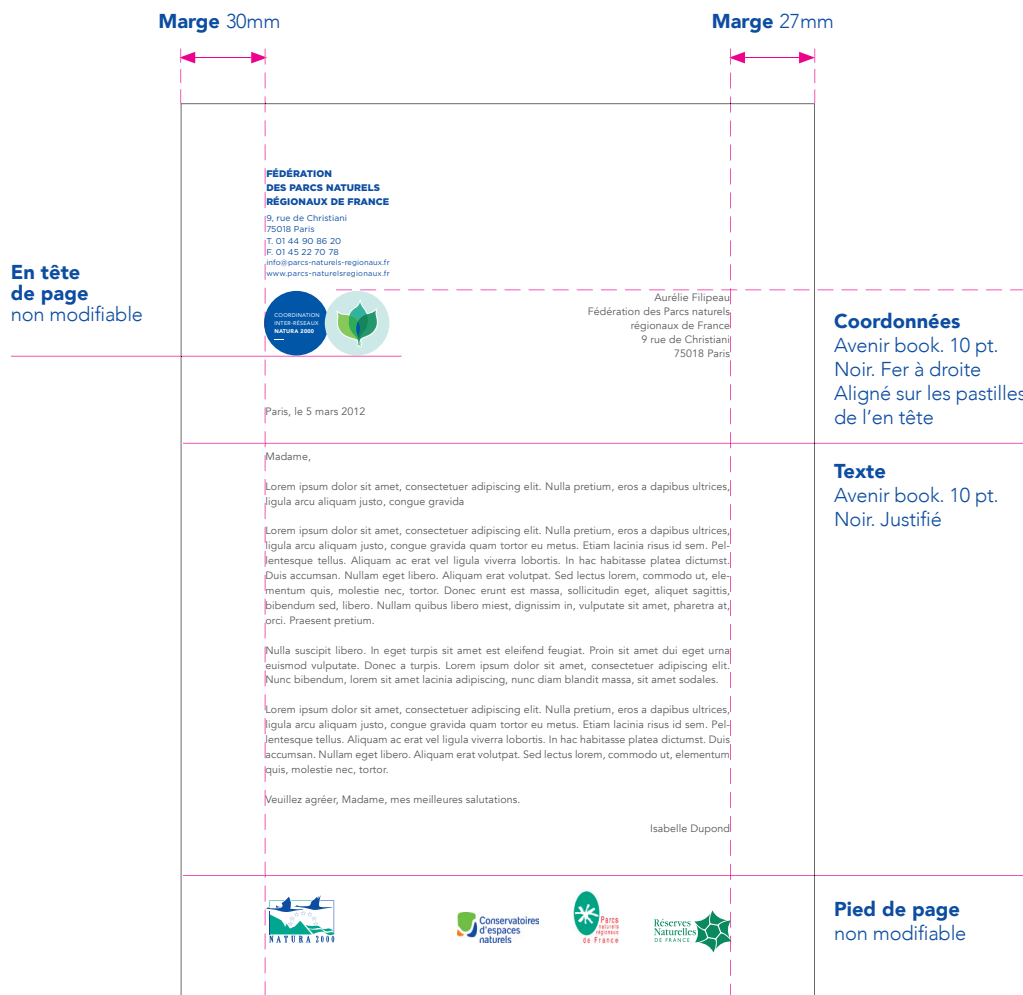 Marge 30mm
Marge 27mm
FÉDÉRATION
DES PARCS NATURELS
RÉGIONAUX DE FRANCE
9, rue de Christiani
75018 Paris
T. 01 44 90 86 20
F. 01 45 22 70 78
info@parcs-naturels-regionaux.fr
www.parcs-naturelsregionaux.fr
En tête
de page
non modifiable
COORDINATION
INTER-RÉSEAUX
NATURA 2000
Aurélie Filipeau
Fédération des Parcs naturels
régionaux de France
9 rue de Christiani
75018 Paris
Coordonnées
Avenir book. 10 pt.
Noir. Fer à droite
Aligné sur les pastilles
de l'en tête
Paris, le 5 mars 2012
Texte
Avenir book. 10 pt.
Noir. Justifié
Madame,
Lorem ipsum dolor sit amet, consectetuer adipiscing elit. Nulla pretium, eros a dapibus ultrices,
ligula arcu aliquam justo, congue gravida
Lorem ipsum dolor sit amet, consectetuer adipiscing elit. Nulla pretium, eros a dapibus ultrices,
ligula arcu aliquam justo, congue gravida quam tortor eu metus. Etiam lacinia risus id sem. Pel-
lentesque tellus. Aliquam ac erat vel ligula viverra lobortis. In hac habitasse platea dictumst.
Duis accumsan. Nullam eget libero. Aliquam erat volutpat. Sed lectus lorem, commodo ut, ele-
mentum quis, molestie nec, tortor. Donec erunt est massa, sollicitudin eget, aliquet sagittis,
bibendum sed, libero. Nullam quibus libero miest, dignissim in, vulputate sit amet, pharetra at,
orci. Praesent pretium.
Nulla suscipit libero. In eget turpis sit amet est eleifend feugiat. Proin sit amet dui eget urna
euismod vulputate. Donec a turpis. Lorem ipsum dolor sit amet, consectetuer adipiscing elit.
Nunc bibendum, lorem sit amet lacinia adipiscing, nunc diam blandit massa, sit amet sodales.
Lorem ipsum dolor sit amet, consectetuer adipiscing elit. Nulla pretium, eros a dapibus ultrices,
ligula arcu aliquam justo, congue gravida quam tortor eu metus. Etiam lacinia risus id sem. Pel-
lentesque tellus. Aliquam ac erat vel ligula viverra lobortis. In hac habitasse platea dictumst. Duis
accumsan. Nullam eget libero. Aliquam erat volutpat. Sed lectus lorem, commodo ut, elementum
quis, molestie nec, tortor.
Veuillez agréer, Madame, mes meilleures salutations.
Isabelle Dupond
Pied de page
non modifiable
NATURA 2000
Conservatoires
d'espaces
naturels
Parcs
naturels
régionaux
de France
Réserves
Naturelles
DE FRANCE